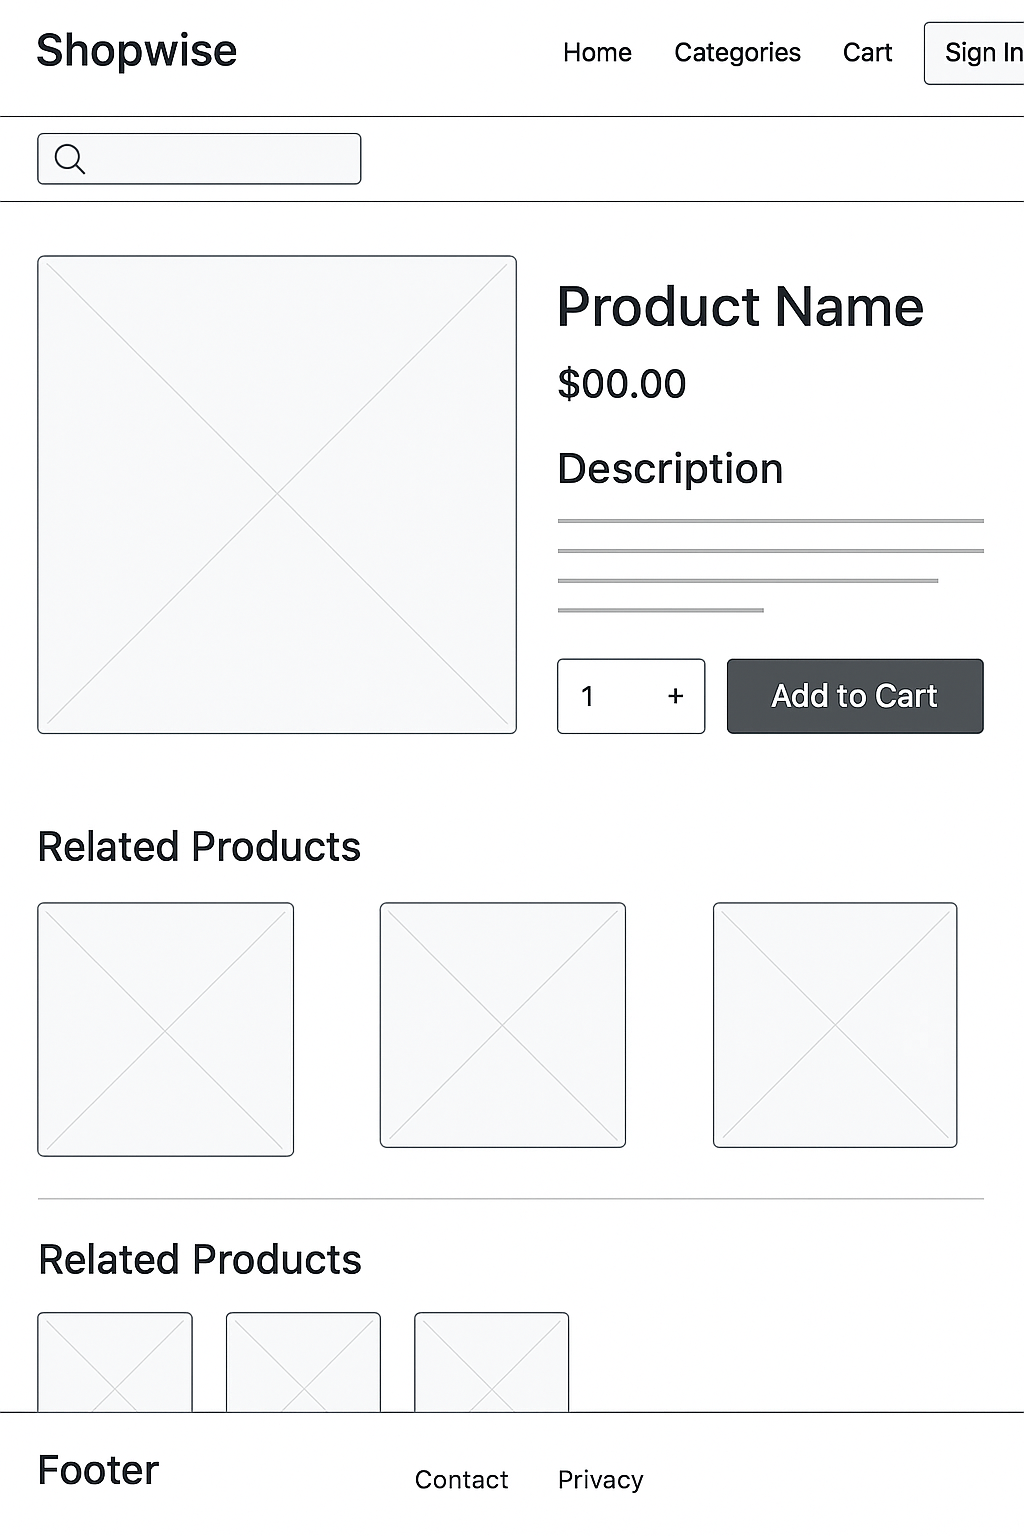 Shopwise
Home Categories Cart Sign In
Product Name
$00.00
Description
1 + Add to Cart
Related Products
Related Products
Footer
Contact Privacy